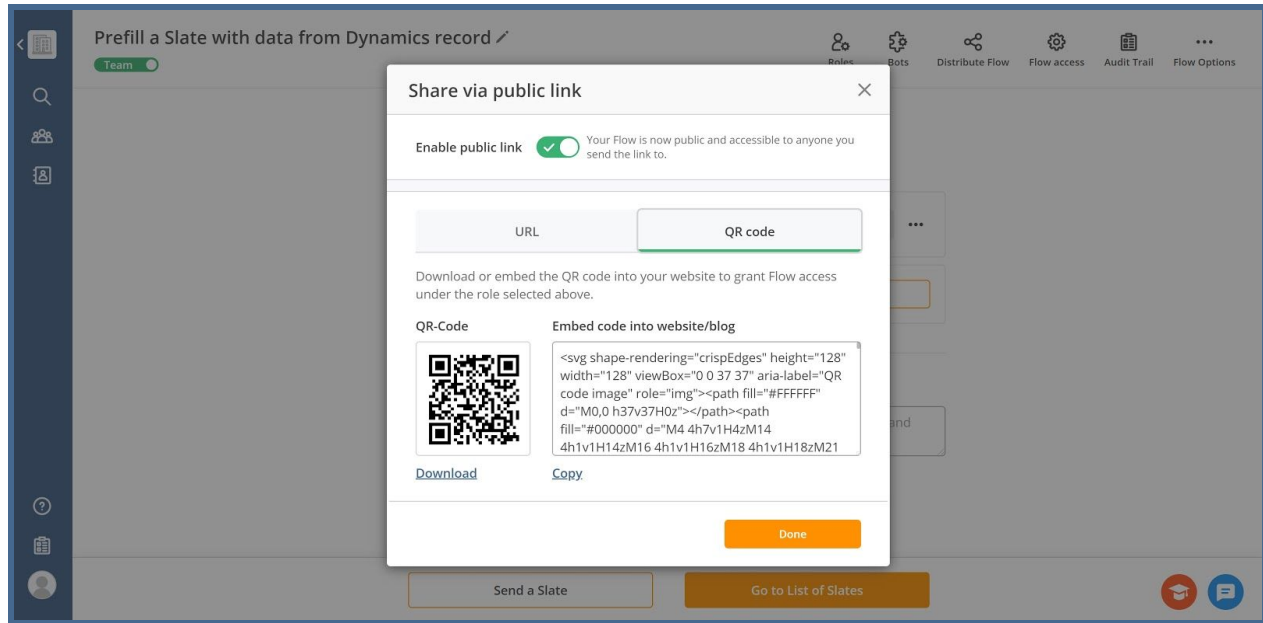 Prefill a Slate with data from Dynamics record
Team
Roles
Bots
Distribute Flow
Flow access
Audit Trail
Flow Options
Share via public link
Enable public link
Your Flow is now public and accessible to anyone you
send the link to.
URL
QR code
Download or embed the QR code into your website to grant Flow access
under the role selected above.
QR-Code
Embed code into website/blog
<svg shape-rendering="crispEdges" height="128"
width="128" viewBox="0 0 37 37" aria-label="QR
code image" role="img"><path fill="#FFFFFF"
d="M0,0 h37v37H0z"></path><path
fill="#000000" d="M4 4h7v1H4zM14
4h1v1H14zM16 4h1v1H16zM18 4h1v1H18zM21
and
Download
Copy
Done
Send a Slate
Go to List of Slates